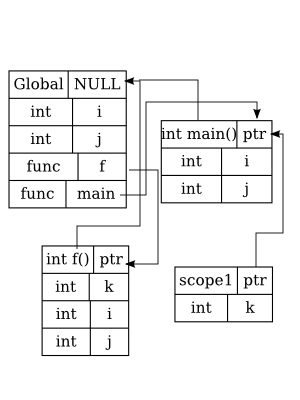 Global NULL
int i
int j
func f
func main
int main() ptr
int i
int j
int f() ptr
int k
int i
int j
scope1 ptr
int k